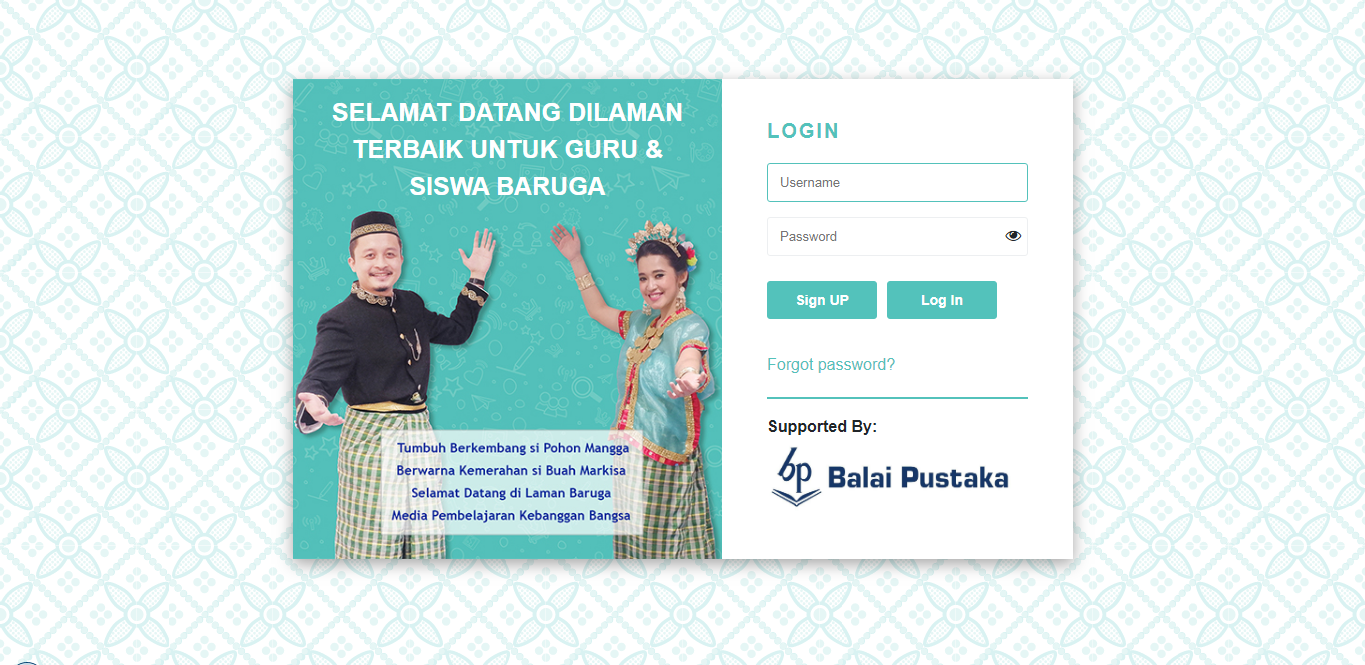 SELAMAT DATANG DILAMAN
TERBAIK UNTUK GURU &
SISWA BARUGA
Tumbuh Berkembang si Pohon Mangga
Berwarna Kemerahan si Buah Markisa
Selamat Datang di Laman Baruga
Media Pembelajaran Kebanggan Bangsa
LOGIN
Username
Password
Sign UP
Log In
Forgot password?
Supported By:
bp Balai Pustaka